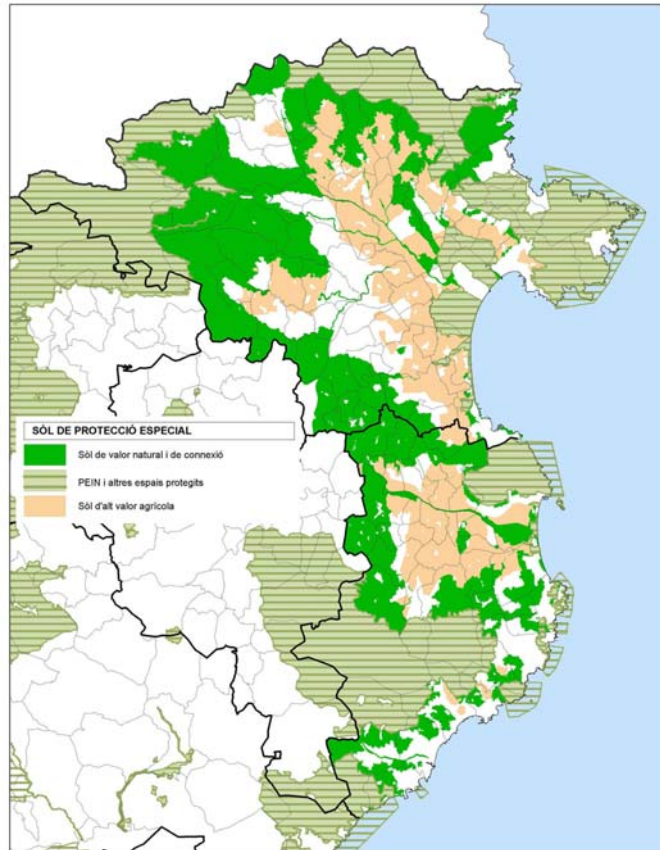 SÒL DE PROTECCIÓ ESPECIAL
Sòl de valor natural i de connexió
PEIN i altres espais protegits
Sòl d'alt valor agrícola